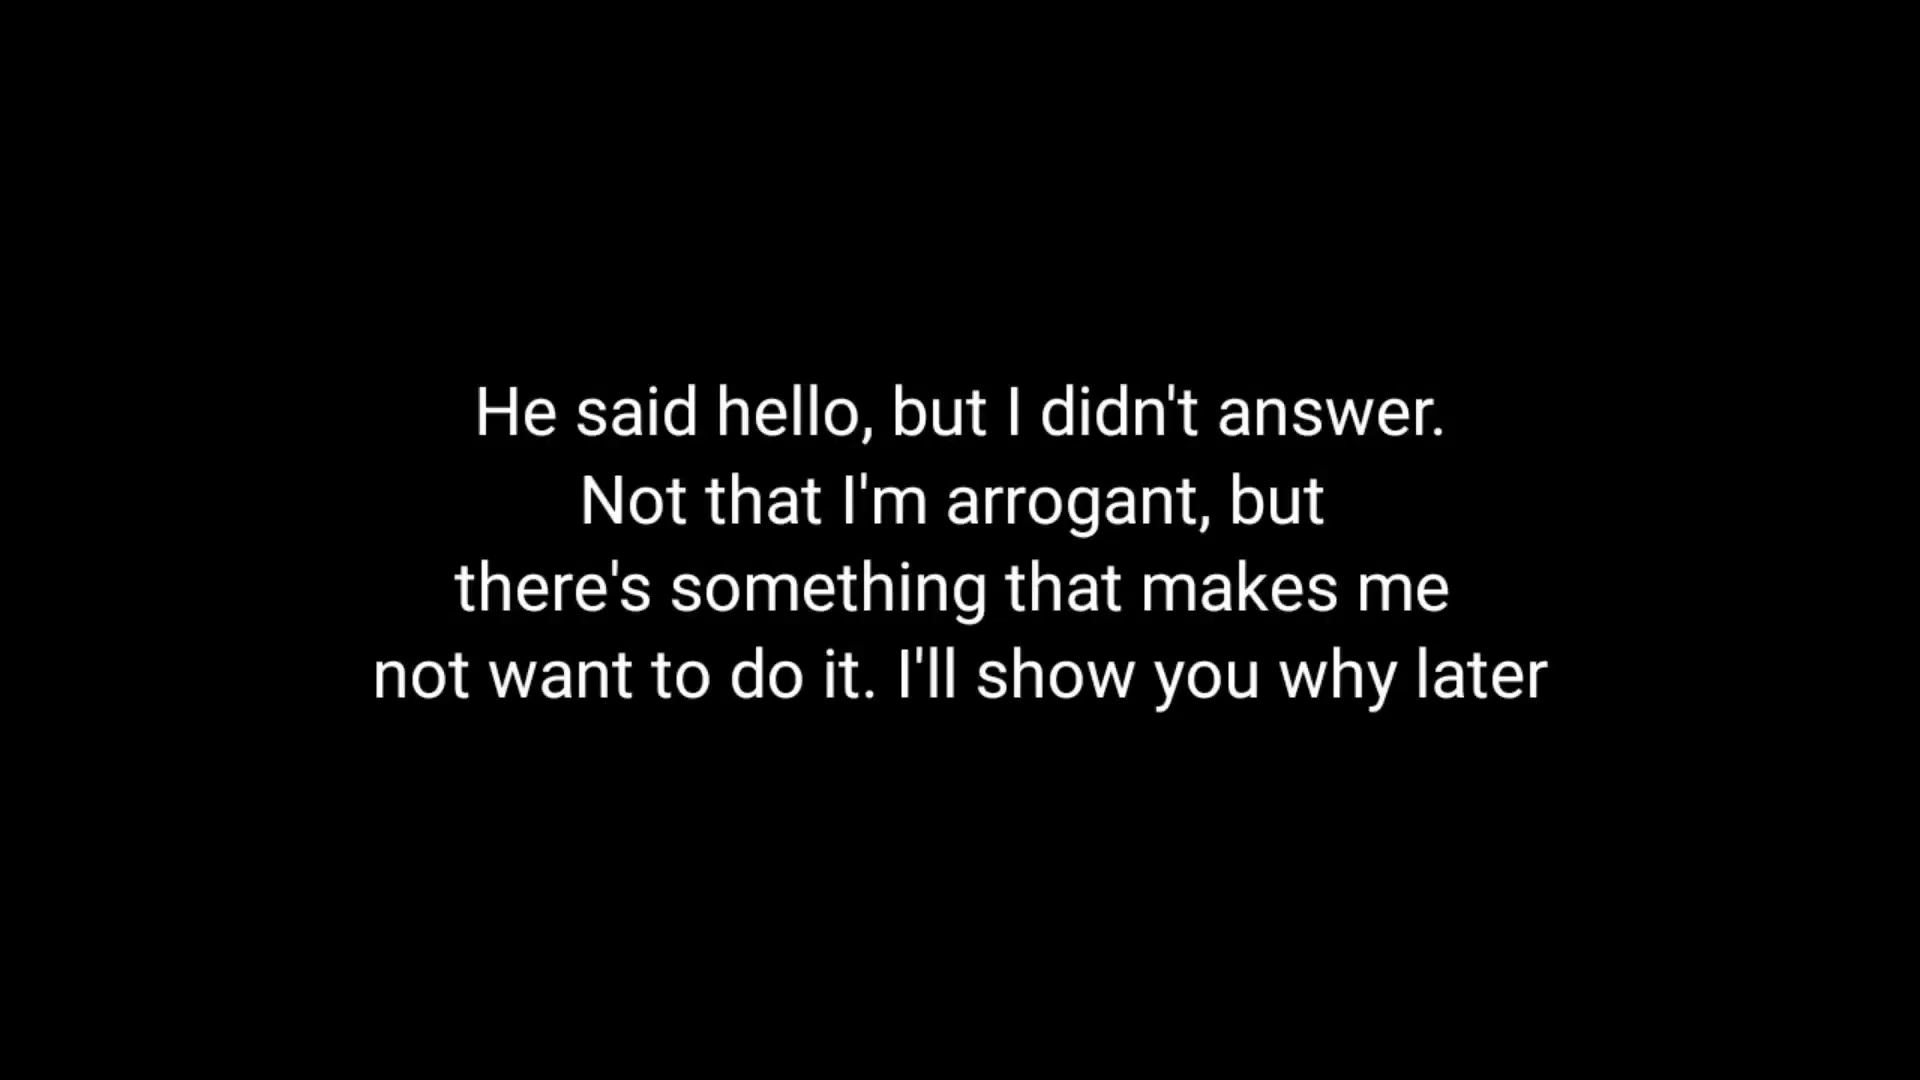 He said hello, but I didn't answer.
Not that I'm arrogant, but
there's something that makes me
not want to do it. I'll show you why later